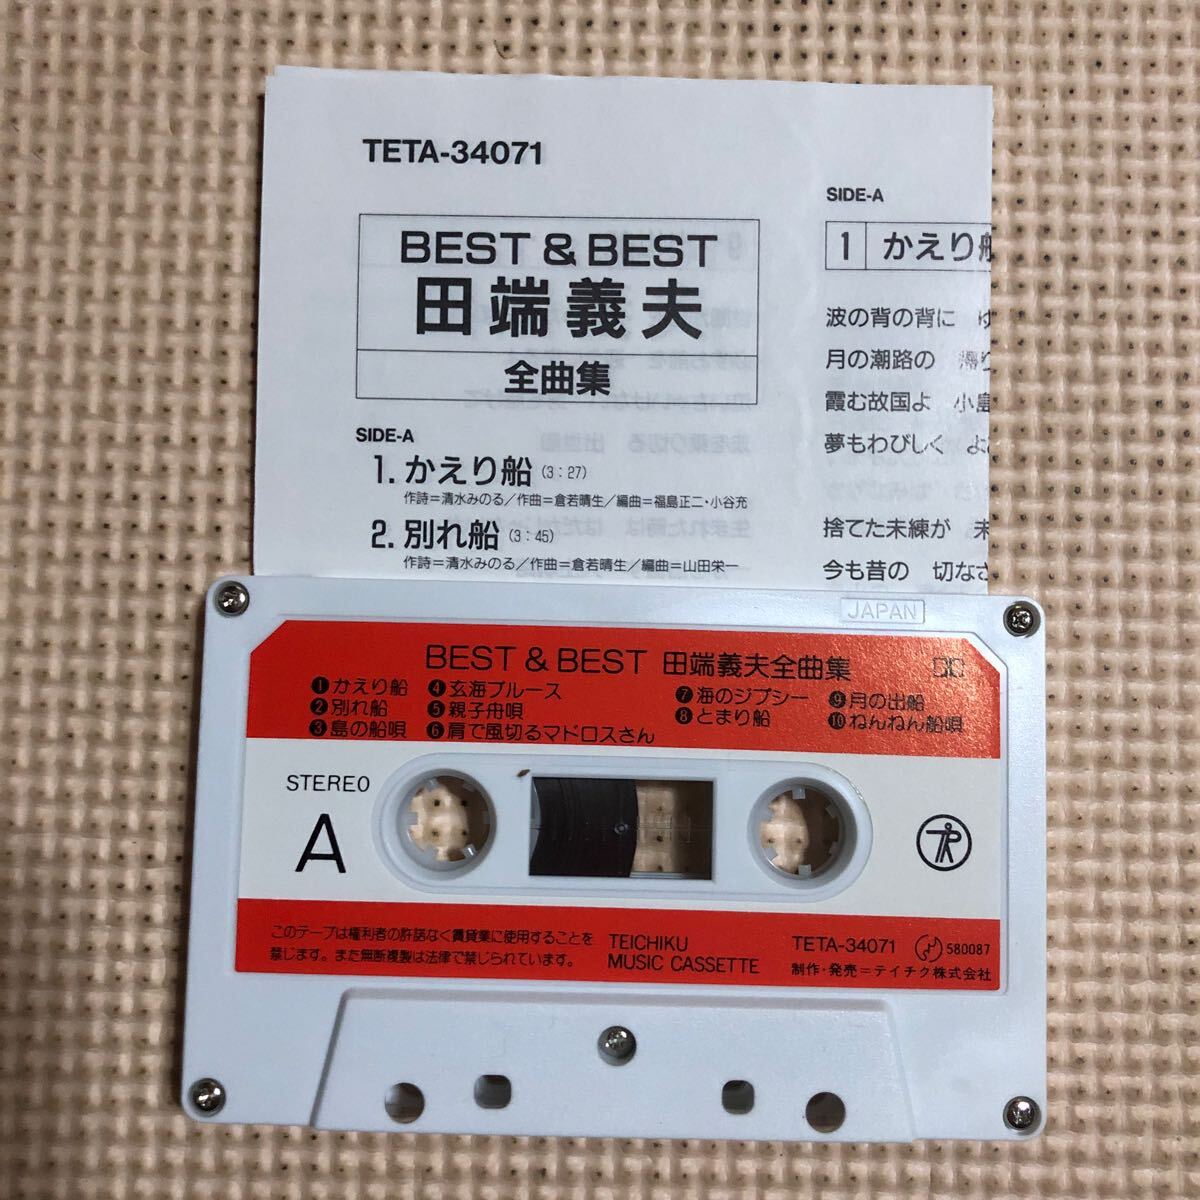 TETA-34071
BEST & BEST
田端義夫
全曲集
SIDE-A
1. かえり船 (3:27)
作詩=清水みのる/作曲=倉若晴生/編曲=福島正二・小谷充
2. 別れ船 (3:45)
作詩=清水みのる/作曲=倉若晴生/編曲=山田栄一
SIDE-A
1 かえり船
波の背の背に ゆ
月の潮路の 帰り
霞む故国よ 小島
夢もわびしく よ
捨てた未練が 未
今も昔の 切なさ
JAPAN
BEST & BEST 田端義夫全曲集
❶かえり船
❷別れ船
❸島の船唄
❹玄海ブルース
❺親子舟唄
❻肩で風切るマドロスさん
❼海のジプシー
❽とまり船
❾月の出船
❿ねんねん船唄
STEREO
A
このテープは権利者の許諾なく賃貸業に使用することを
禁じます。また無断複製は法律で禁じられています。
TEICHIKU
MUSIC CASSETTE
TETA-34071 580087
制作・発売=テイチク株式会社